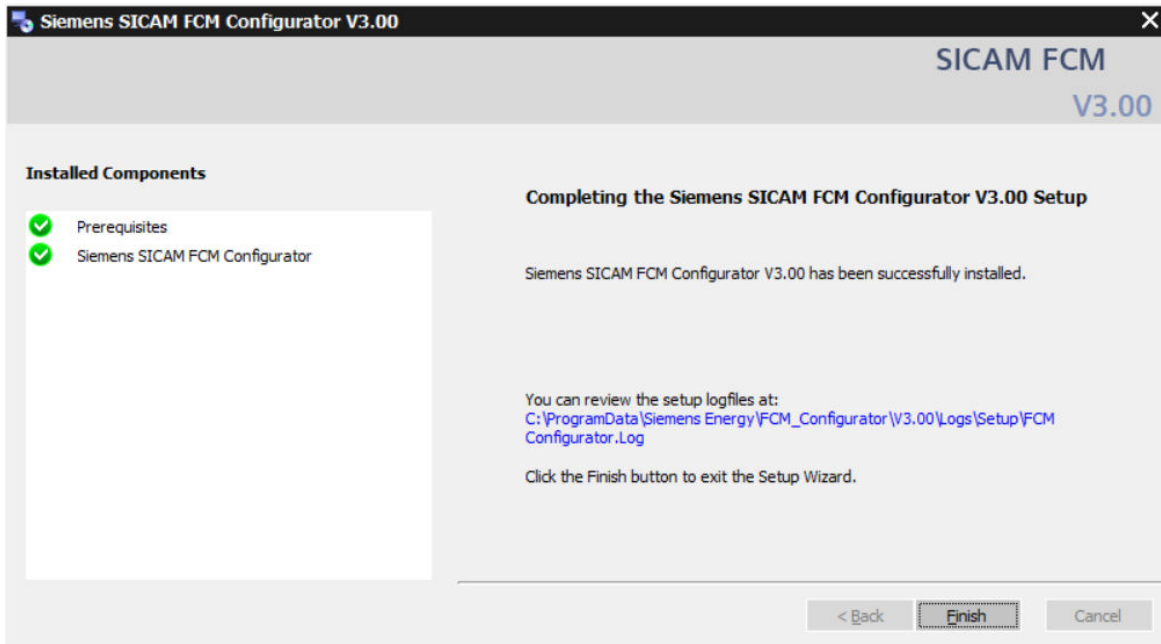 Siemens SICAM FCM Configurator V3.00
SICAM FCM
V3.00
Installed Components
Prerequisites
Siemens SICAM FCM Configurator
Completing the Siemens SICAM FCM Configurator V3.00 Setup
Siemens SICAM FCM Configurator V3.00 has been successfully installed.
You can review the setup logfiles at:
C:\ProgramData\Siemens Energy\FCM_Configurator\V3.00\Logs\Setup\FCM
Configurator.Log
Click the Finish button to exit the Setup Wizard.
< Back
Finish
Cancel